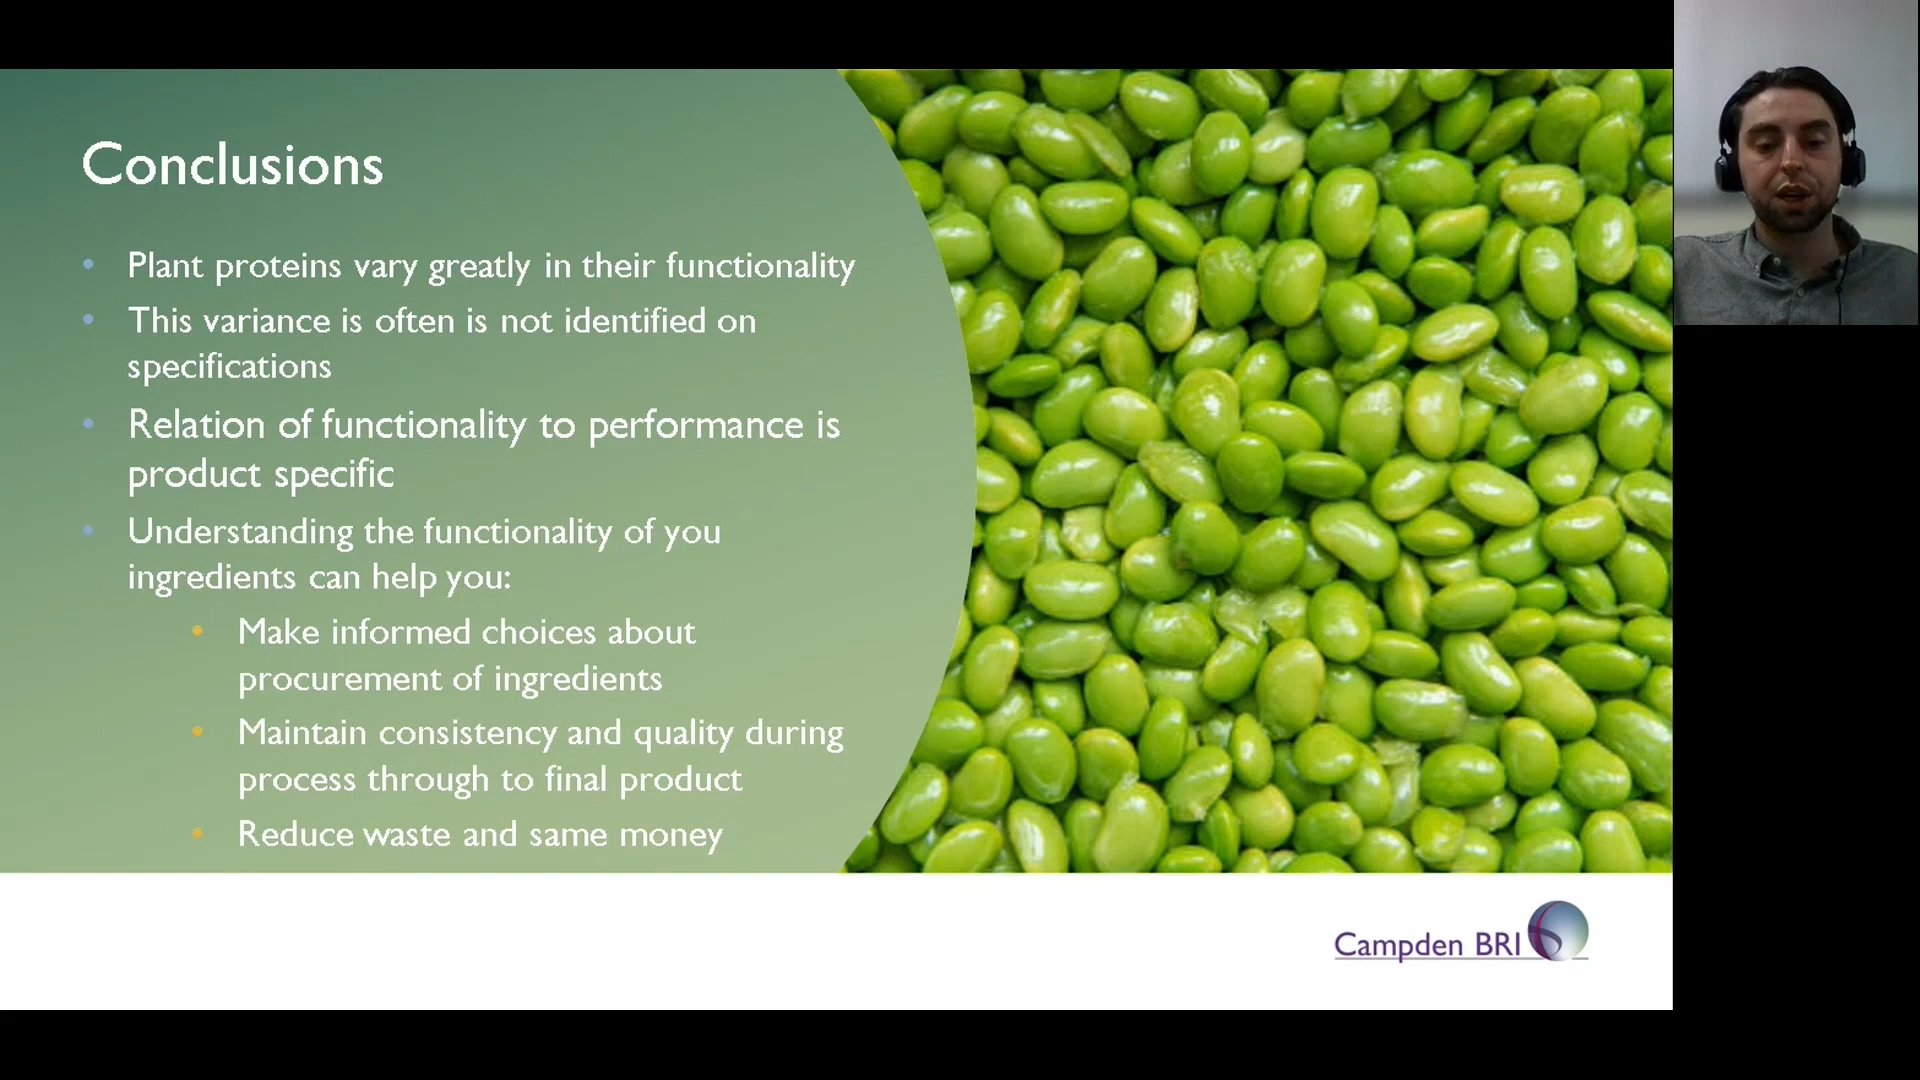 Conclusions
• Plant proteins vary greatly in their functionality
• This variance is often is not identified on
specifications
• Relation of functionality to performance is
product specific
• Understanding the functionality of you
ingredients can help you:
• Make informed choices about
procurement of ingredients
• Maintain consistency and quality during
process through to final product
• Reduce waste and same money
Campden BRI